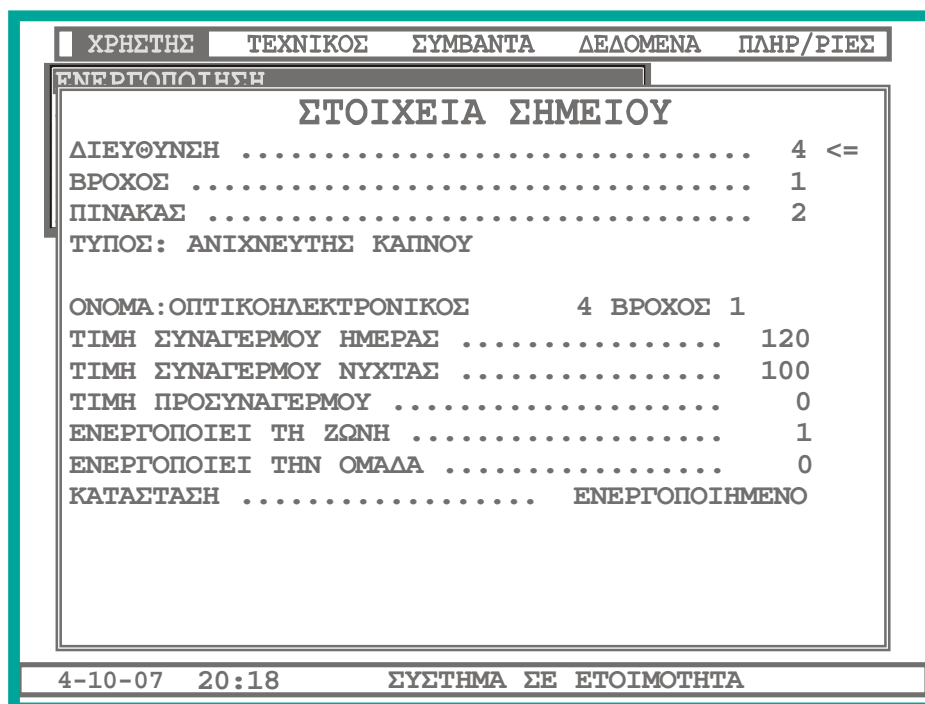 ΧΡΗΣΤΗΣ ΤΕΧΝΙΚΟΣ ΣΥΜΒΑΝΤΑ ΔΕΔΟΜΕΝΑ ΠΛΗΡ/ΡΙΕΣ
ΕΝΕΡΓΟΠΟΙΗΣΗ
ΣΤΟΙΧΕΙΑ ΣΗΜΕΙΟΥ
ΔΙΕΥΘΥΝΣΗ ............................... 4 <=
ΒΡΟΧΟΣ .................................. 1
ΠΙΝΑΚΑΣ ................................. 2
ΤΥΠΟΣ: ΑΝΙΧΝΕΥΤΗΣ ΚΑΠΝΟΥ
ΟΝΟΜΑ:ΟΠΤΙΚΟΗΛΕΚΤΡΟΝΙΚΟΣ 4 ΒΡΟΧΟΣ 1
ΤΙΜΗ ΣΥΝΑΓΕΡΜΟΥ ΗΜΕΡΑΣ ................ 120
ΤΙΜΗ ΣΥΝΑΓΕΡΜΟΥ ΝΥΧΤΑΣ ................ 100
ΤΙΜΗ ΠΡΟΣΥΝΑΓΕΡΜΟΥ .................... 0
ΕΝΕΡΓΟΠΟΙΕΙ ΤΗ ΖΩΝΗ ................... 1
ΕΝΕΡΓΟΠΟΙΕΙ ΤΗΝ ΟΜΑΔΑ ................. 0
ΚΑΤΑΣΤΑΣΗ .................. ΕΝΕΡΓΟΠΟΙΗΜΕΝΟ
4-10-07 20:18 ΣΥΣΤΗΜΑ ΣΕ ΕΤΟΙΜΟΤΗΤΑ